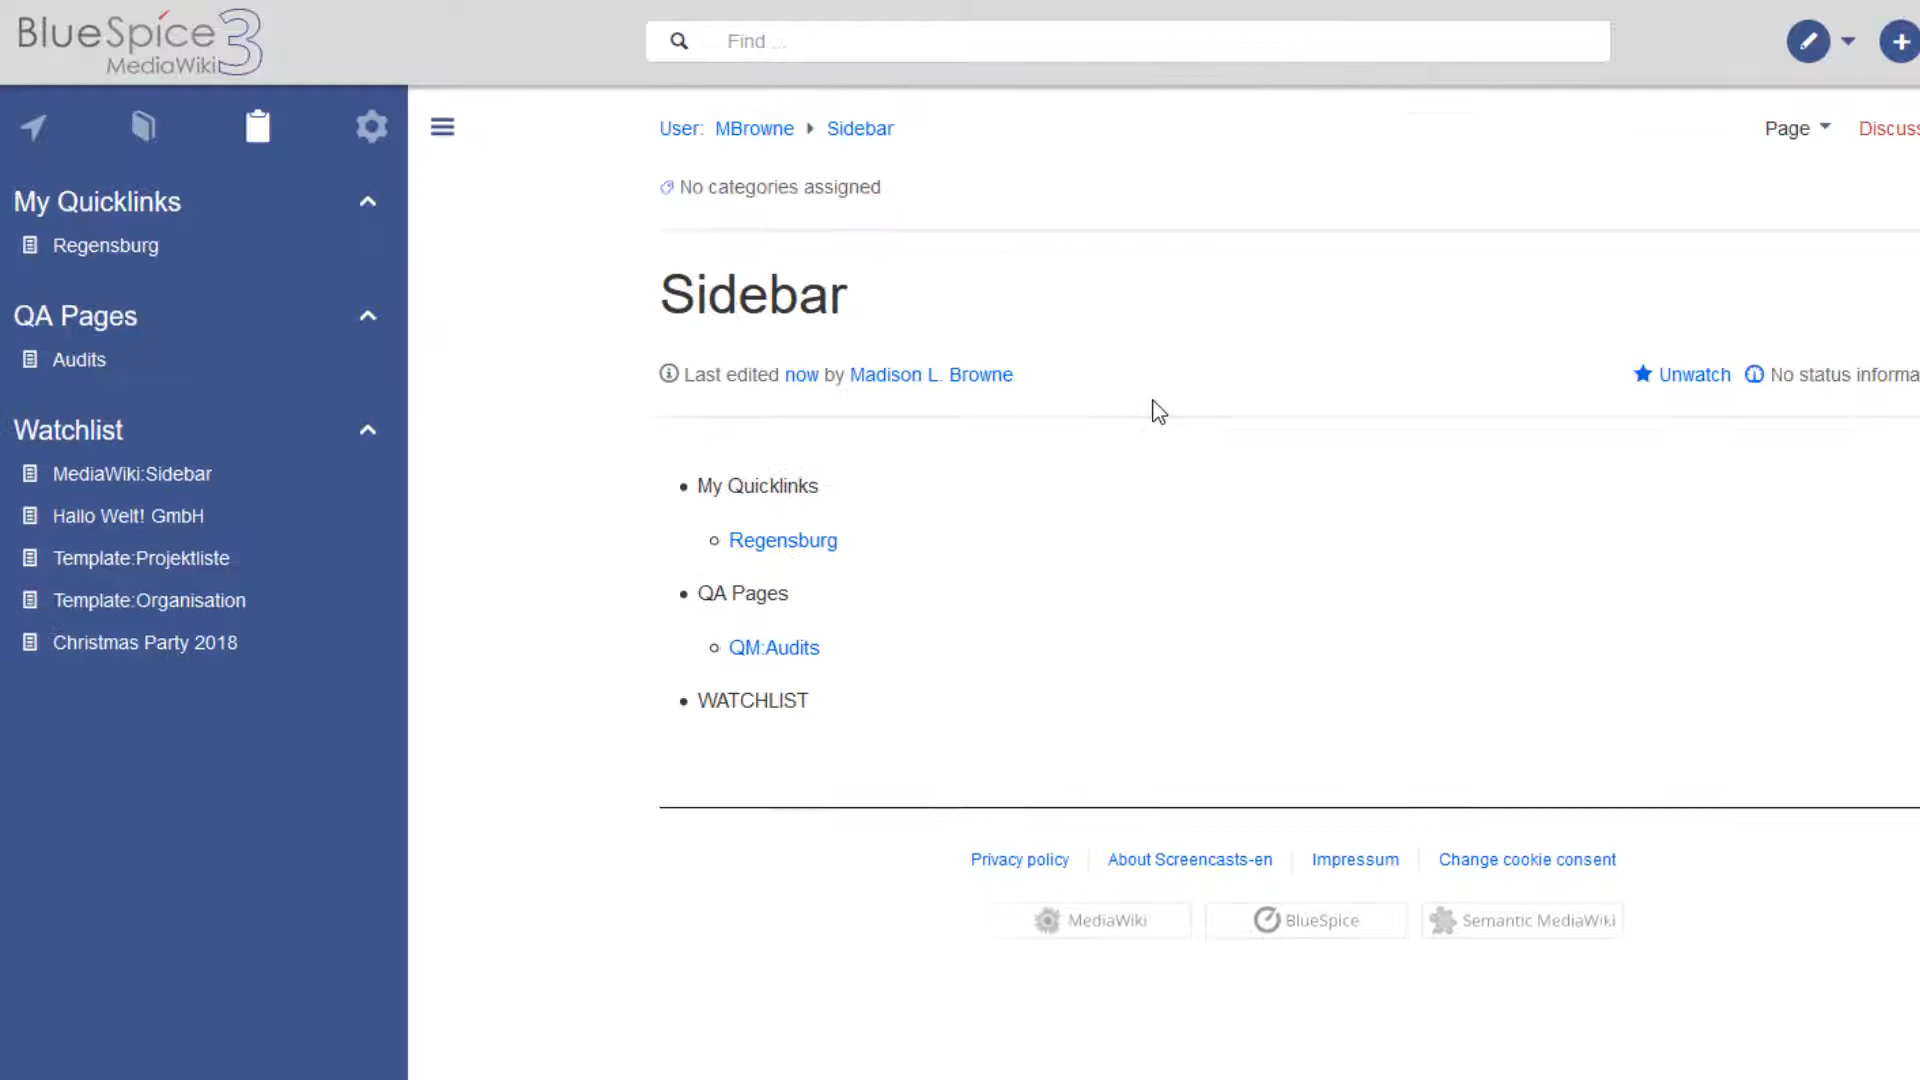 BlueSpice 3
MediaWiki
Find ...
User: MBrowne Sidebar
Page
Discuss
No categories assigned
My Quicklinks
Regensburg
QA Pages
Audits
Watchlist
MediaWiki:Sidebar
Hallo Welt! GmbH
Template:Projektliste
Template:Organisation
Christmas Party 2018
Sidebar
Last edited now by Madison L. Browne
Unwatch
No status informa
My Quicklinks
Regensburg
QA Pages
QM:Audits
WATCHLIST
Privacy policy
About Screencasts-en
Impressum
Change cookie consent
MediaWiki
BlueSpice
Semantic MediaWiki